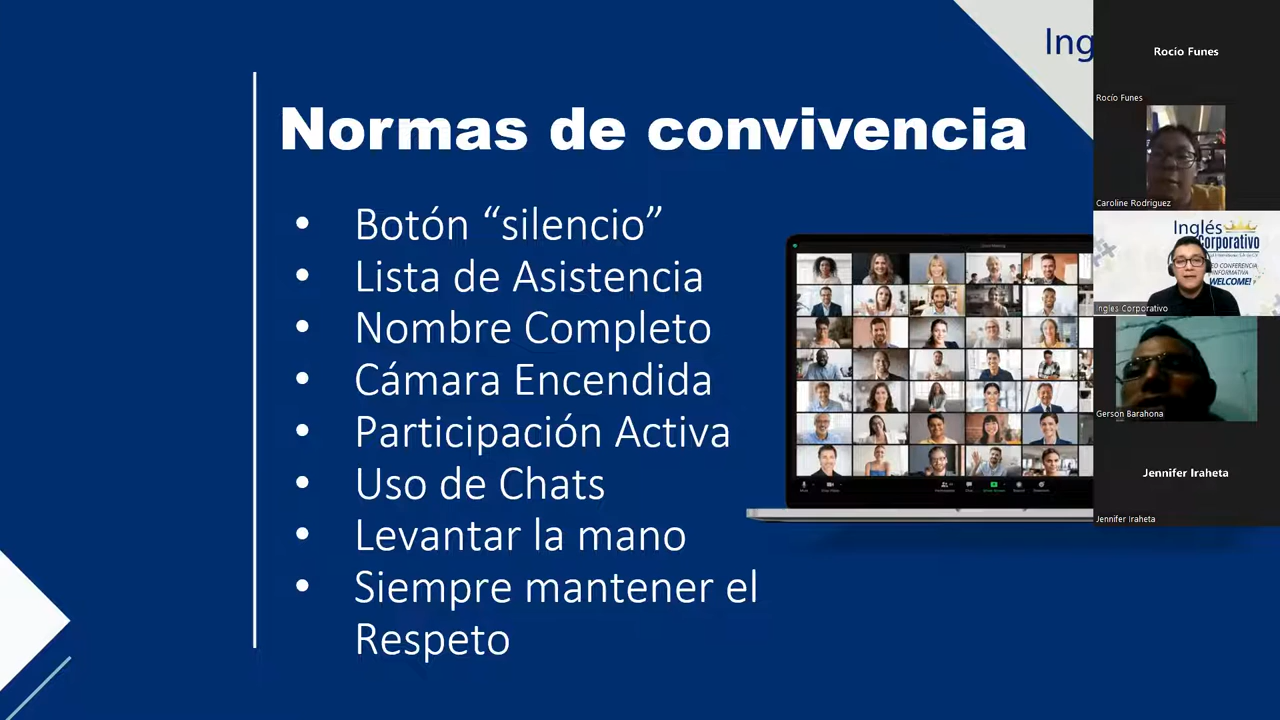 Ing
Normas de convivencia
• Botón “silencio”
• Lista de Asistencia
• Nombre Completo
• Cámara Encendida
• Participación Activa
• Uso de Chats
• Levantar la mano
• Siempre mantener el
Respeto
Rocío Funes
Rocío Funes
Caroline Rodriguez
Inglés
Corporativo
WELCOME!
Ingles Corporativo
Gerson Barahona
Jennifer Iraheta
Jennifer Iraheta